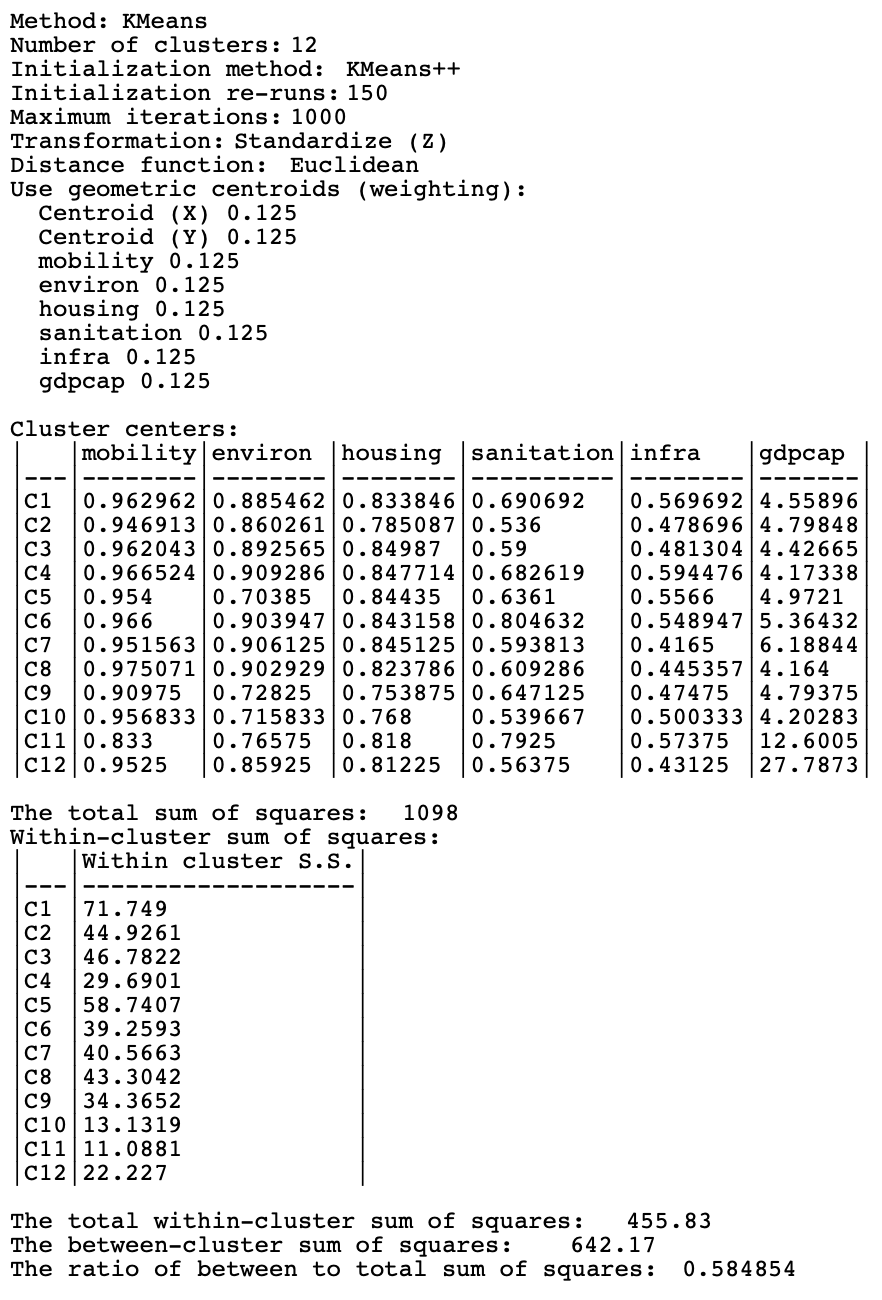 Method: KMeans
Number of clusters: 12
Initialization method: KMeans++
Initialization re-runs: 150
Maximum iterations: 1000
Transformation: Standardize (Z)
Distance function: Euclidean
Use geometric centroids (weighting):
Centroid (X) 0.125
Centroid (Y) 0.125
mobility 0.125
environ 0.125
housing 0.125
sanitation 0.125
infra 0.125
gdpcap 0.125
Cluster centers:
| |mobility|environ |housing |sanitation|infra |gdpcap |
|---|--------|--------|--------|----------|--------|-------|
|C1 |0.962962|0.885462|0.833846|0.690692 |0.569692|4.55896|
|C2 |0.946913|0.860261|0.785087|0.536 |0.478696|4.79848|
|C3 |0.962043|0.892565|0.84987 |0.59 |0.481304|4.42665|
|C4 |0.966524|0.909286|0.847714|0.682619 |0.594476|4.17338|
|C5 |0.954 |0.70385 |0.84435 |0.6361 |0.5566 |4.9721 |
|C6 |0.966 |0.903947|0.843158|0.804632 |0.548947|5.36432|
|C7 |0.951563|0.906125|0.845125|0.593813 |0.4165 |6.18844|
|C8 |0.975071|0.902929|0.823786|0.609286 |0.445357|4.164 |
|C9 |0.90975 |0.72825 |0.753875|0.647125 |0.47475 |4.79375|
|C10|0.956833|0.715833|0.768 |0.539667 |0.500333|4.20283|
|C11|0.833 |0.76575 |0.818 |0.7925 |0.57375 |12.6005|
|C12|0.9525 |0.85925 |0.81225 |0.56375 |0.43125 |27.7873|
The total sum of squares: 1098
Within-cluster sum of squares:
| |Within cluster S.S.|
|---|-------------------|
|C1 |71.749 |
|C2 |44.9261 |
|C3 |46.7822 |
|C4 |29.6901 |
|C5 |58.7407 |
|C6 |39.2593 |
|C7 |40.5663 |
|C8 |43.3042 |
|C9 |34.3652 |
|C10|13.1319 |
|C11|11.0881 |
|C12|22.227 |
The total within-cluster sum of squares: 455.83
The between-cluster sum of squares: 642.17
The ratio of between to total sum of squares: 0.584854